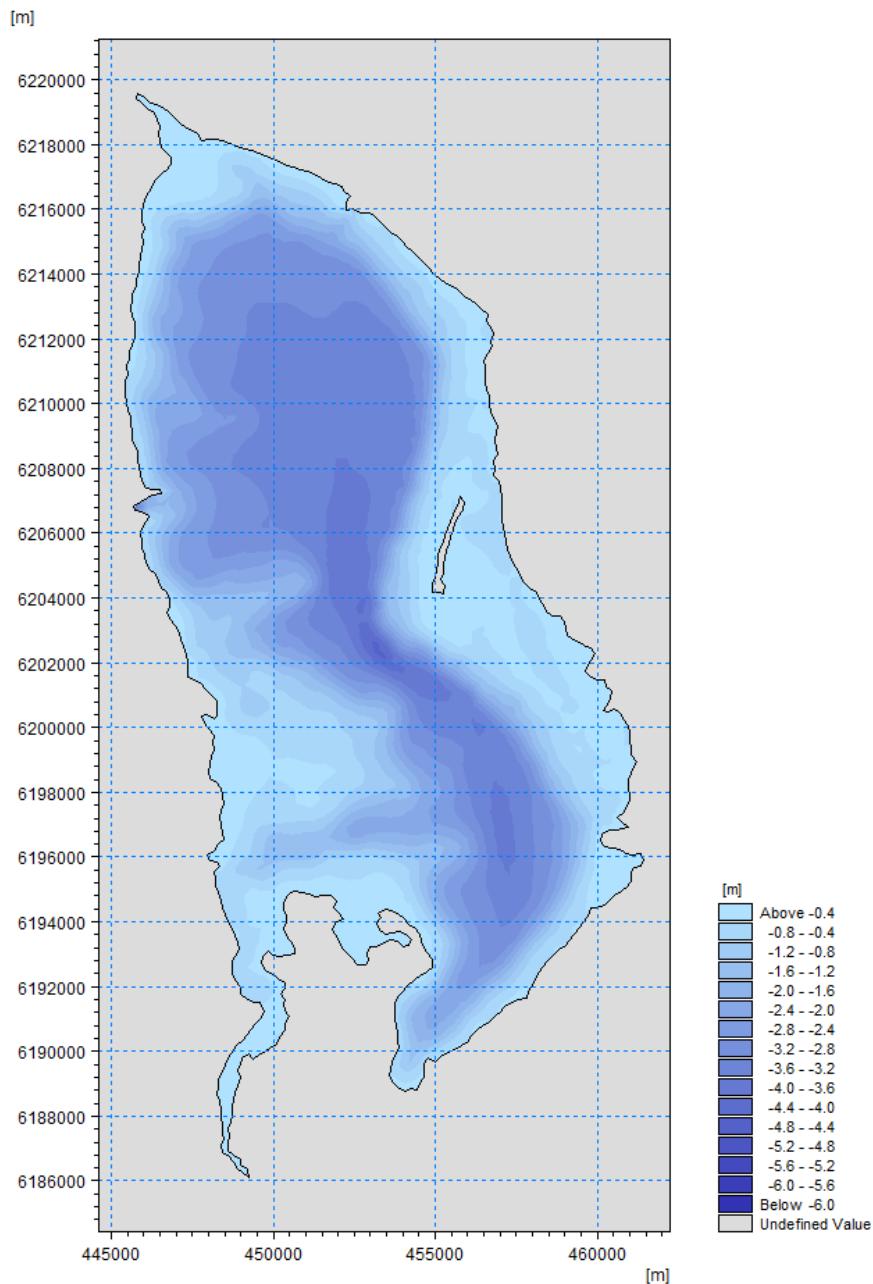 [m]
6220000
6218000
6216000
6214000
6212000
6210000
6208000
6206000
6204000
6202000
6200000
6198000
6196000
6194000
6192000
6190000
6188000
6186000
445000 450000 455000 460000
[m]
[m]
Above -0.4
-0.8 - -0.4
-1.2 - -0.8
-1.6 - -1.2
-2.0 - -1.6
-2.4 - -2.0
-2.8 - -2.4
-3.2 - -2.8
-3.6 - -3.2
-4.0 - -3.6
-4.4 - -4.0
-4.8 - -4.4
-5.2 - -4.8
-5.6 - -5.2
-6.0 - -5.6
Below -6.0
Undefined Value